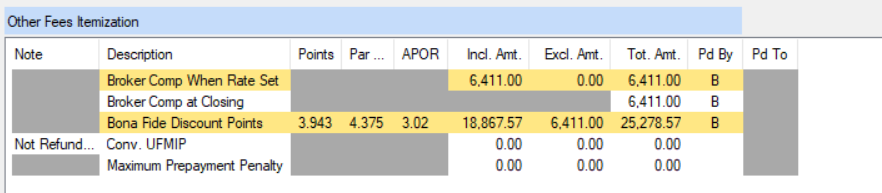 Other Fees Itemization
Note Description Points Par ... APOR Incl. Amt. Excl. Amt. Tot. Amt. Pd By Pd To
Broker Comp When Rate Set 6,411.00 0.00 6,411.00 B
Broker Comp at Closing 6,411.00 B
Bona Fide Discount Points 3.943 4.375 3.02 18,867.57 6,411.00 25,278.57 B
Not Refund... Conv. UFMIP 0.00 0.00 0.00
Maximum Prepayment Penalty 0.00 0.00 0.00